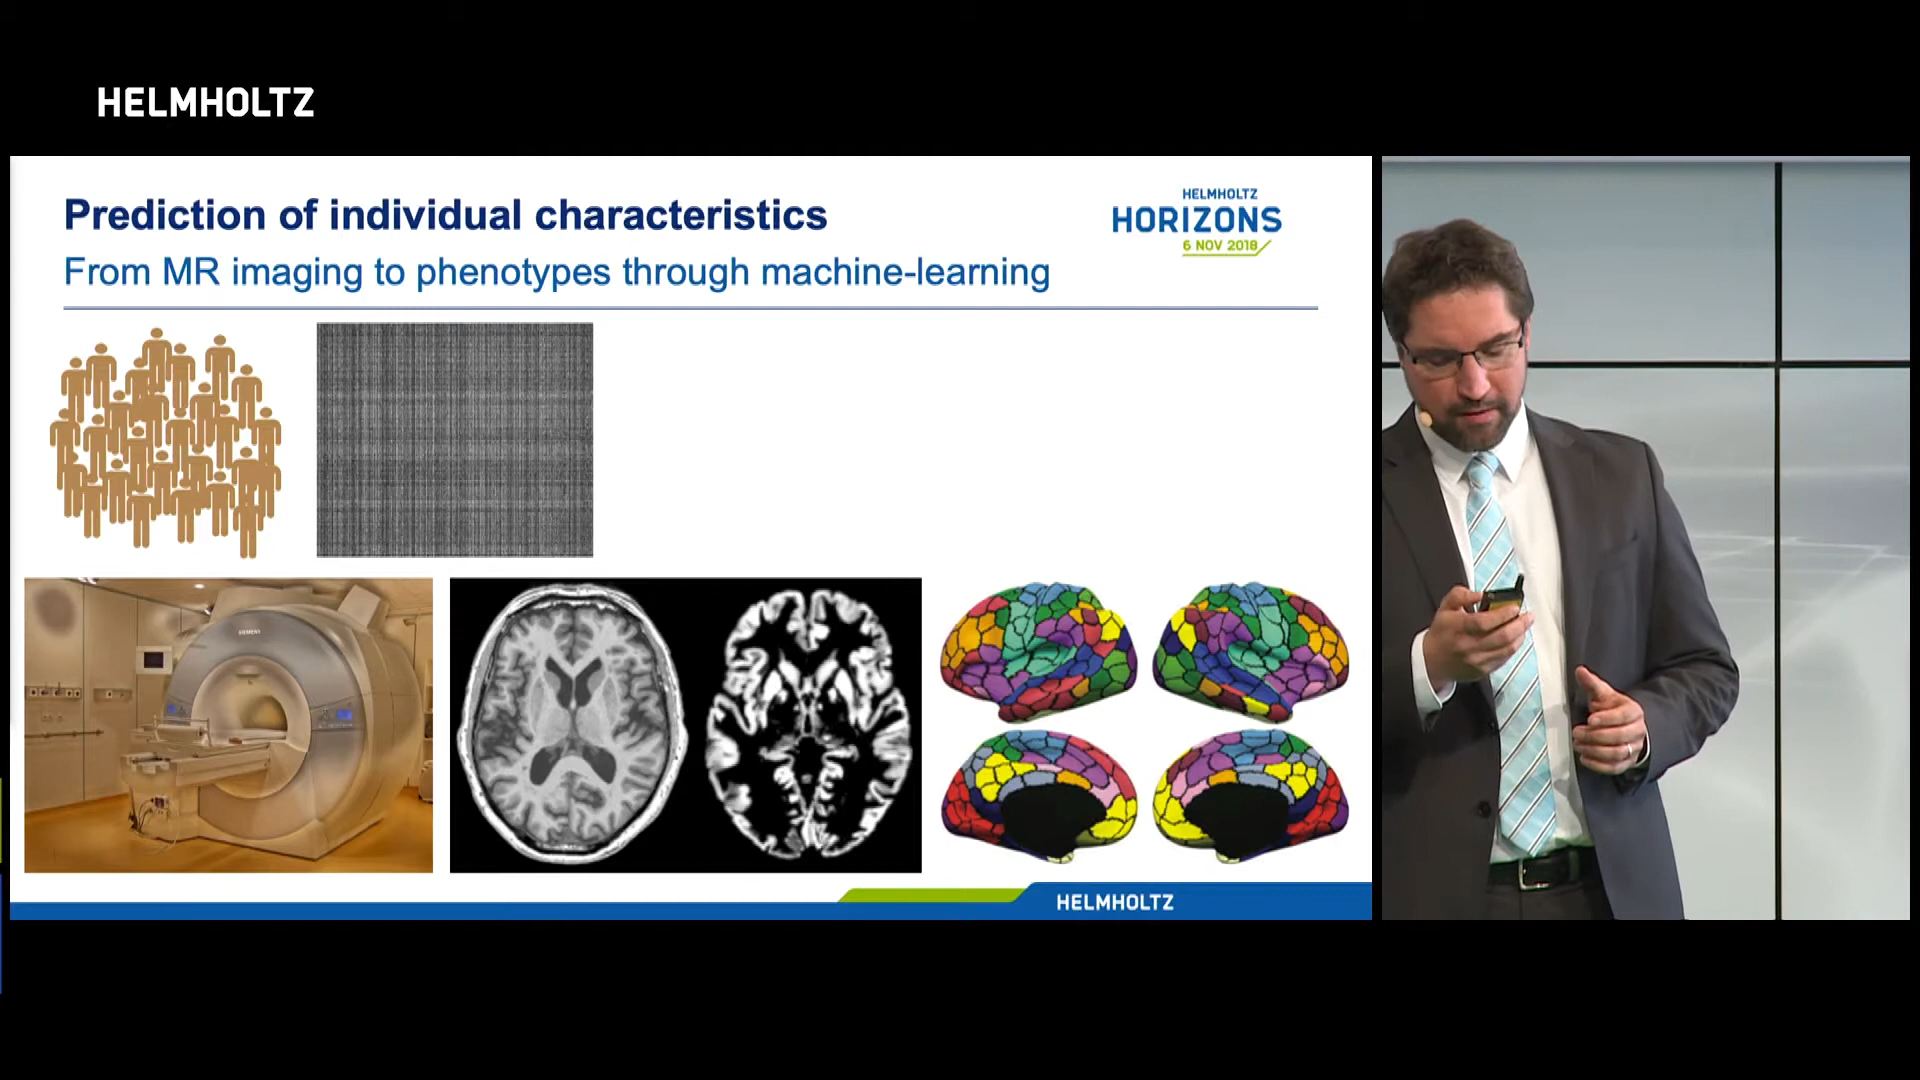 HELMHOLTZ
Prediction of individual characteristics
From MR imaging to phenotypes through machine-learning
HELMHOLTZ
HORIZONS
6 NOV 2018
SIEMENS
HELMHOLTZ